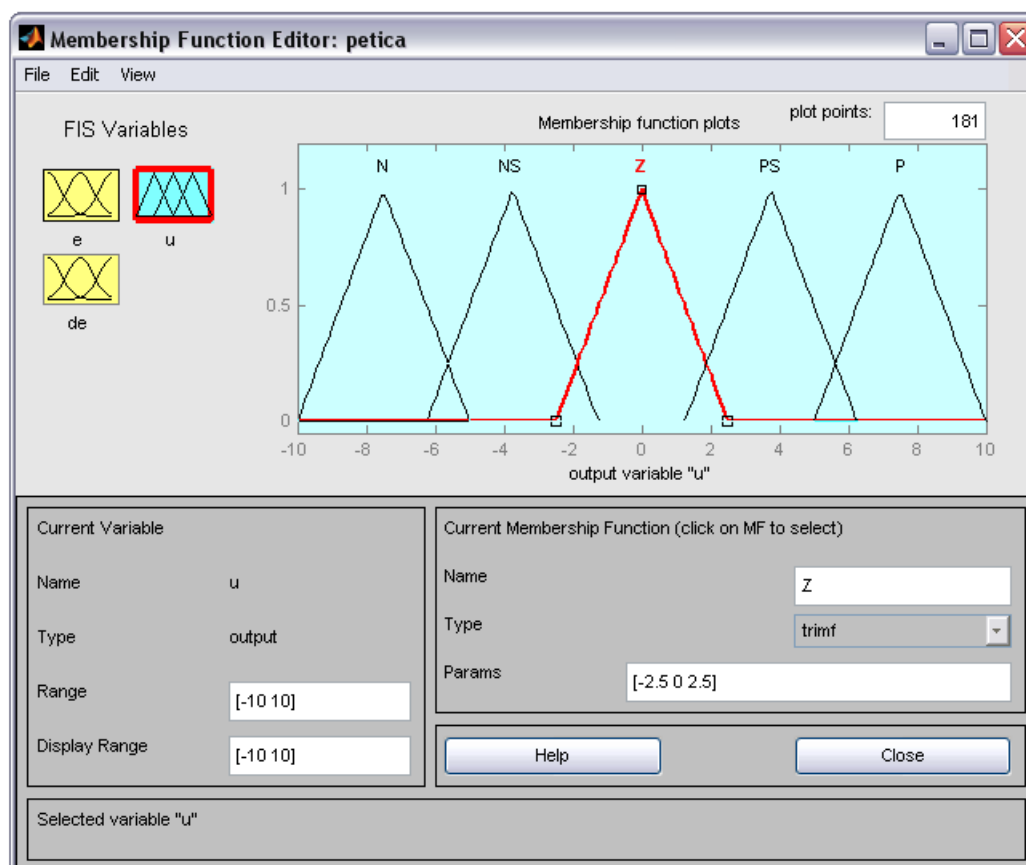 Membership Function Editor: petica
File Edit View
FIS Variables
e
u
de
Membership function plots
plot points:
181
N NS Z PS P
1
0.5
0
-10 -8 -6 -4 -2 0 2 4 6 8 10
output variable "u"
Current Variable
Name u
Type output
Range [-10 10]
Display Range [-10 10]
Current Membership Function (click on MF to select)
Name Z
Type trimf
Params [-2.5 0 2.5]
Help Close
Selected variable "u"